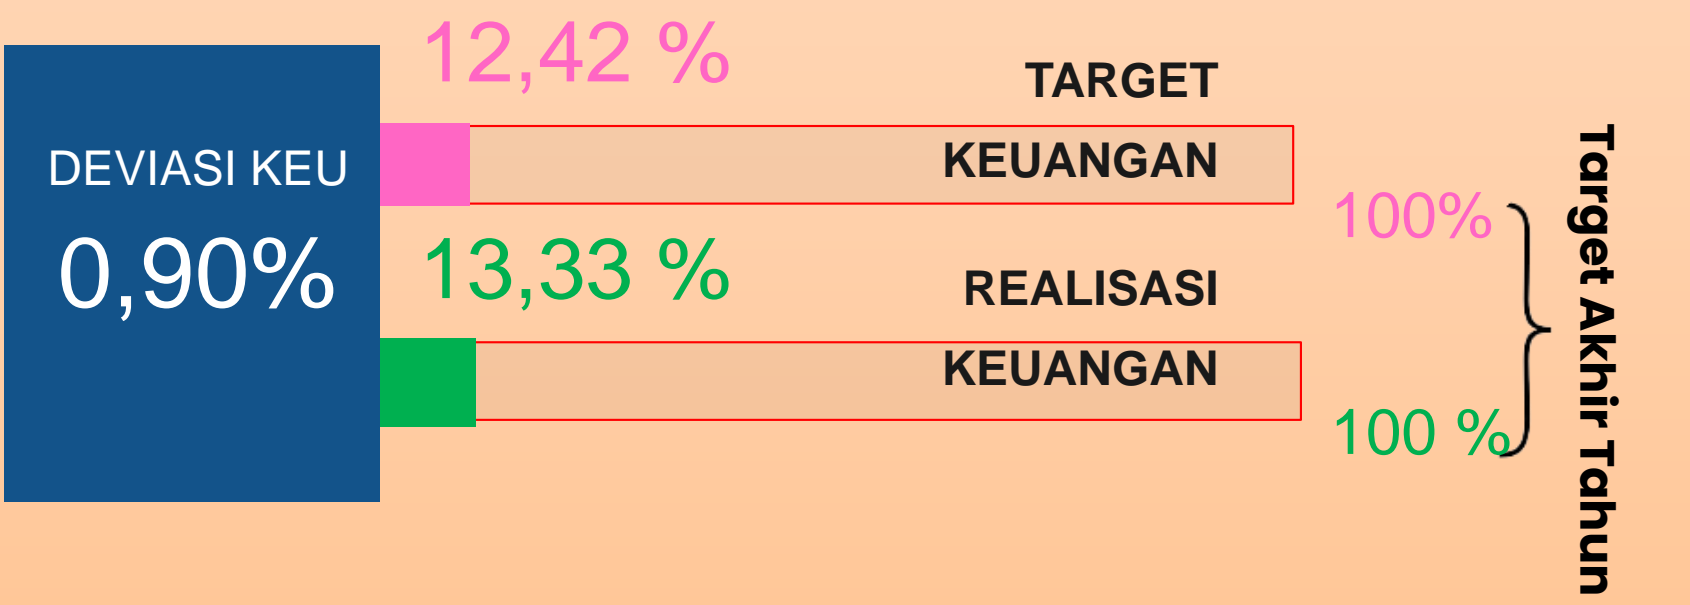 DEVIASI KEU
0,90%
12,42 %
TARGET
KEUANGAN
100%
13,33 %
REALISASI
KEUANGAN
100 %
Target Akhir Tahun